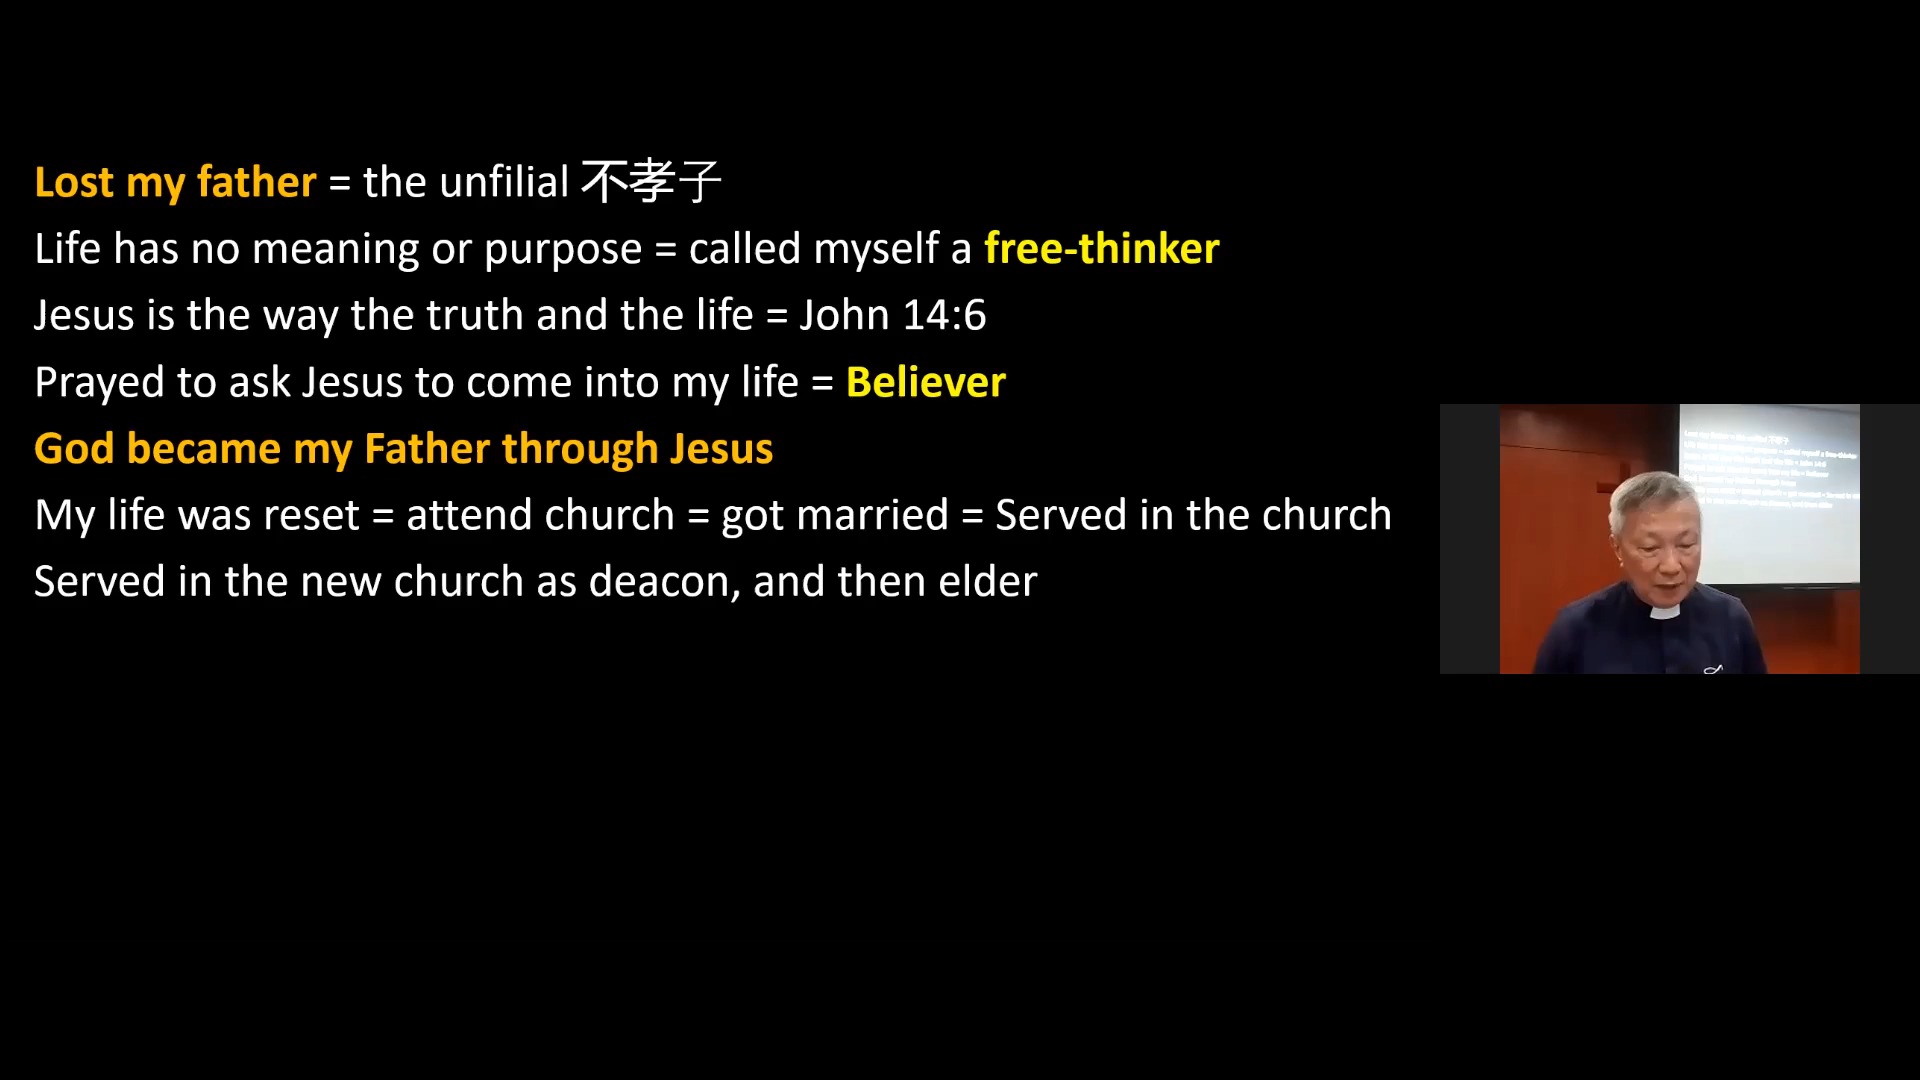 Lost my father = the unfilial 不孝子
Life has no meaning or purpose = called myself a free-thinker
Jesus is the way the truth and the life = John 14:6
Prayed to ask Jesus to come into my life = Believer
God became my Father through Jesus
My life was reset = attend church = got married = Served in the church
Served in the new church as deacon, and then elder